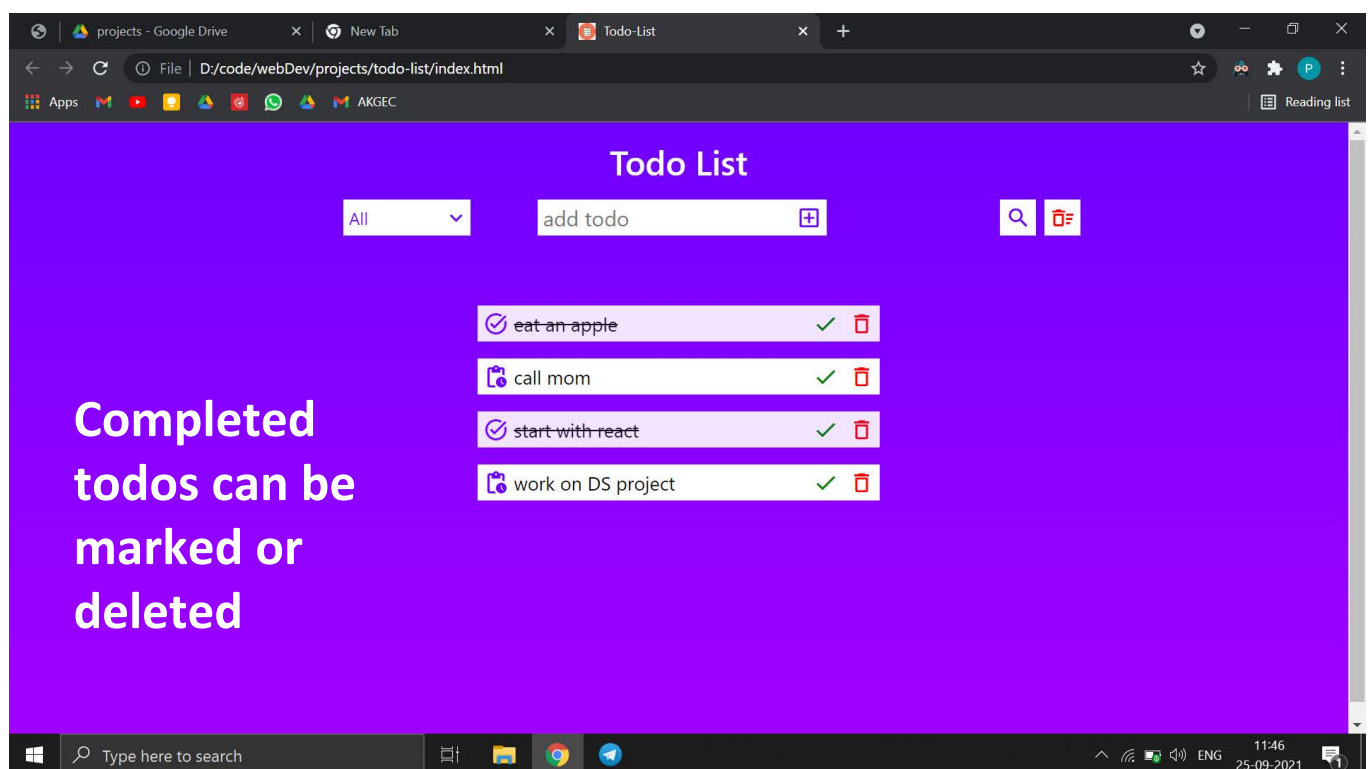 projects - Google Drive
New Tab
Todo-List
File
D:/code/webDev/projects/todo-list/index.html
P
Apps
AKGEC
Reading list
Todo List
All
add todo
eat an apple
call mom
start with react
work on DS project
Completed
todos can be
marked or
deleted
Type here to search
ENG
11:46
25-09-2021
1